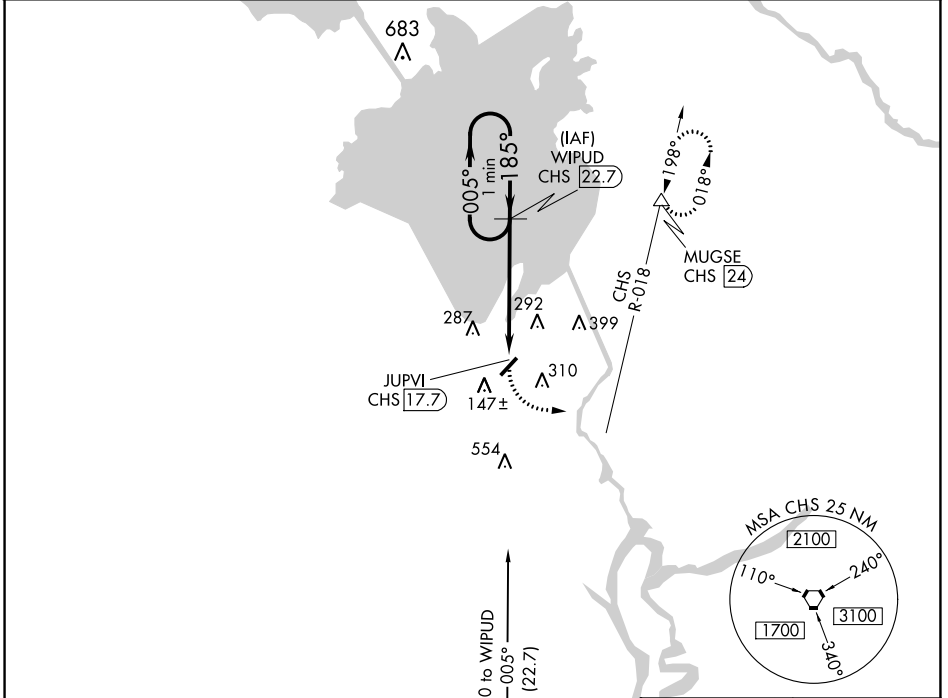 683
(IAF)
WIPUD
CHS 22.7
005°
1 min
185°
198°
018°
MUGSE
CHS 24
CHS
R-018
292
287
399
JUPVI
CHS 17.7
310
147±
554
MSA CHS 25 NM
2100
110°
240°
1700
3100
340°
0 to WIPUD
005°
(22.7)